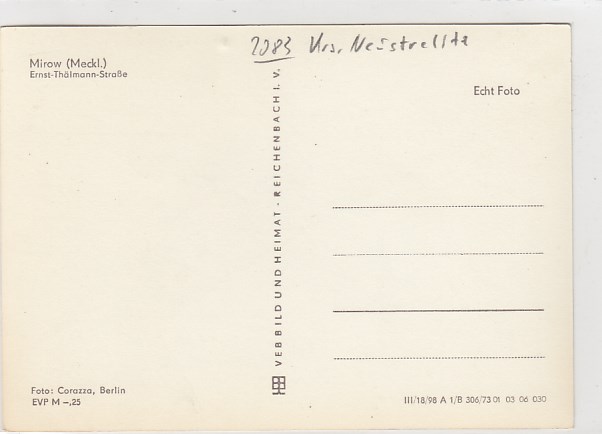 2083 Krs. Neustrelitz
Mirow (Meckl.)
Ernst-Thälmann-Straße
Echt Foto
VEB BILD UND HEIMAT · REICHENBACH I. V.
Foto: Corazza, Berlin
EVP M –,25
III/18/98 A 1/B 306/73 01 03 06 030